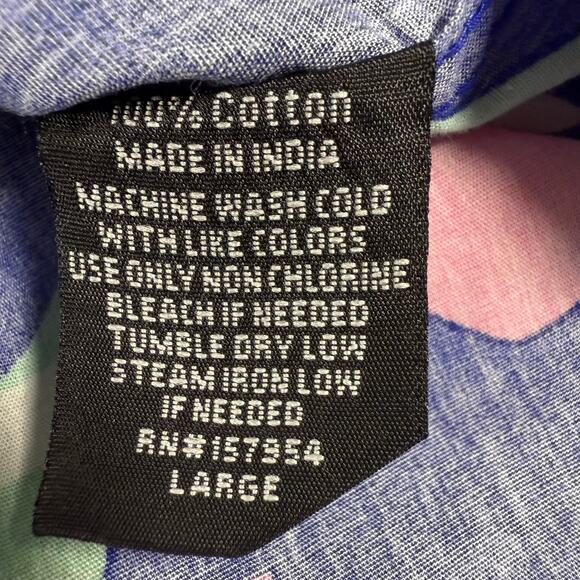 100% Cotton
MADE IN INDIA
MACHINE WASH COLD
WITH LIKE COLORS
USE ONLY NON CHLORINE
BLEACH IF NEEDED
TUMBLE DRY LOW
STEAM IRON LOW
IF NEEDED
RN#157954
LARGE